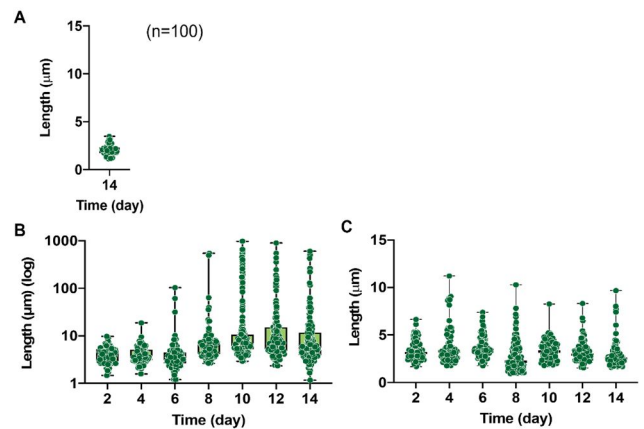 A
(n=100)
15
10
5
0
Length (μm)
14
Time (day)
B
1000
100
10
1
Length (μm) (log)
2 4 6 8 10 12 14
Time (day)
C
15
10
5
0
Length (μm)
2 4 6 8 10 12 14
Time (day)